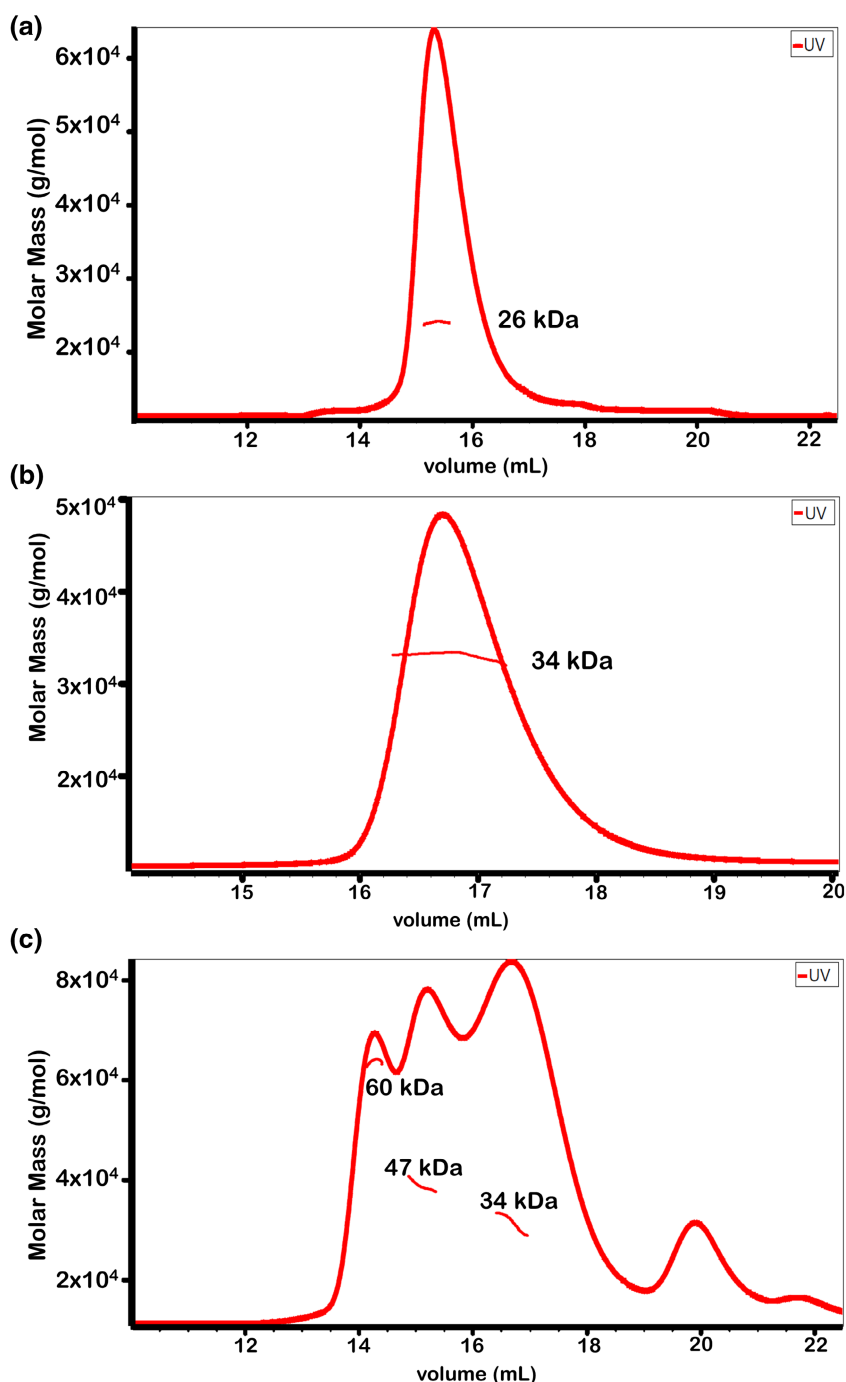 (a)
UV
6x10⁴
5x10⁴
4x10⁴
3x10⁴
2x10⁴
Molar Mass (g/mol)
26 kDa
12 14 16 18 20 22
volume (mL)
(b)
UV
5x10⁴
4x10⁴
3x10⁴
2x10⁴
Molar Mass (g/mol)
34 kDa
15 16 17 18 19 20
volume (mL)
(c)
UV
8x10⁴
6x10⁴
4x10⁴
2x10⁴
Molar Mass (g/mol)
60 kDa
47 kDa
34 kDa
12 14 16 18 20 22
volume (mL)